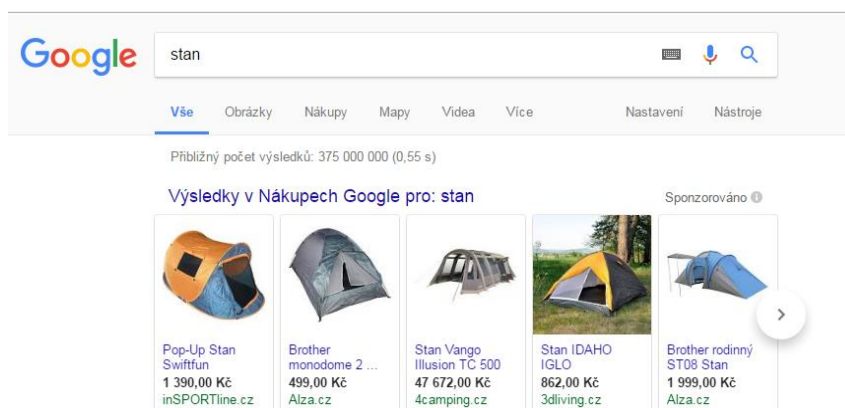 Google
stan
Vše Obrázky Nákupy Mapy Videa Více Nastavení Nástroje
Přibližný počet výsledků: 375 000 000 (0,55 s)
Výsledky v Nákupech Google pro: stan
Sponzorováno
Pop-Up Stan
Swiftfun
1 390,00 Kč
inSPORTline.cz
Brother
monodome 2 ...
499,00 Kč
Alza.cz
Stan Vango
Illusion TC 500
47 672,00 Kč
4camping.cz
Stan IDAHO
IGLO
862,00 Kč
3dliving.cz
Brother rodinný
ST08 Stan
1 999,00 Kč
Alza.cz